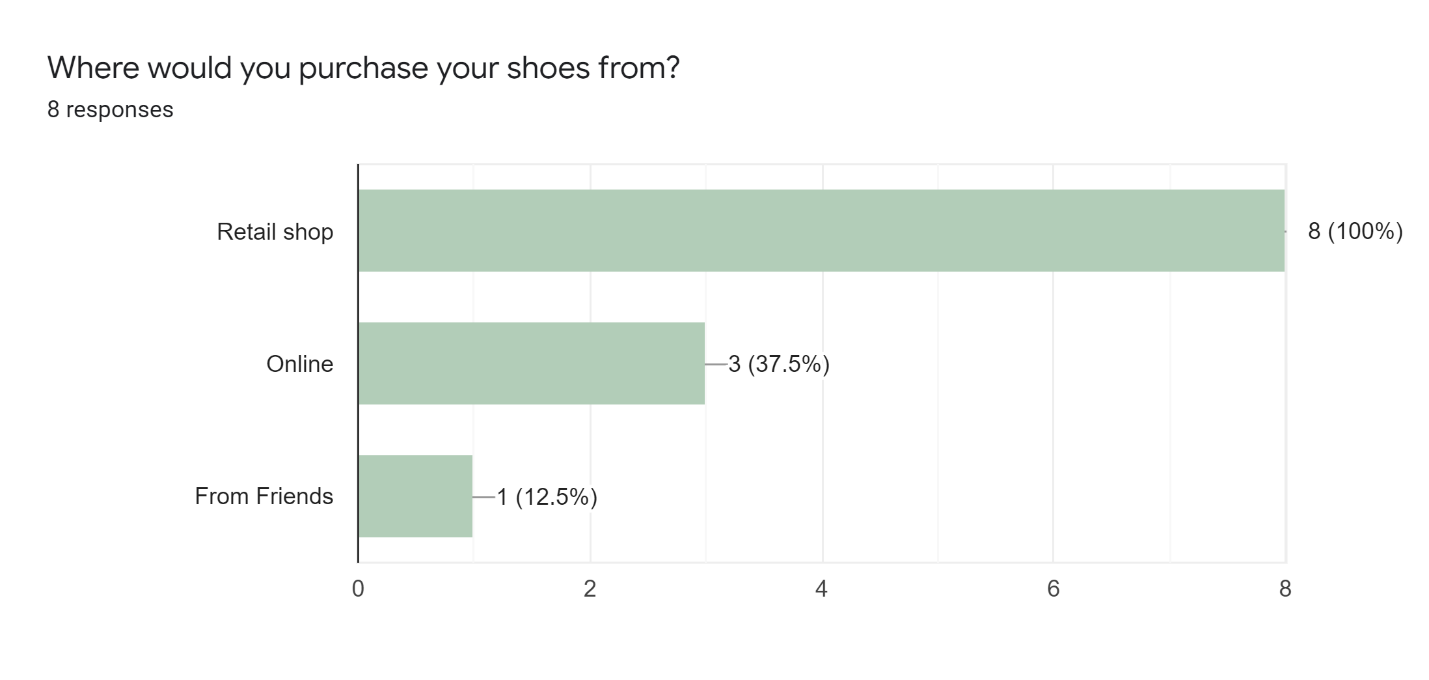 Where would you purchase your shoes from?
8 responses
Retail shop
8 (100%)
Online
3 (37.5%)
From Friends
1 (12.5%)
0 2 4 6 8